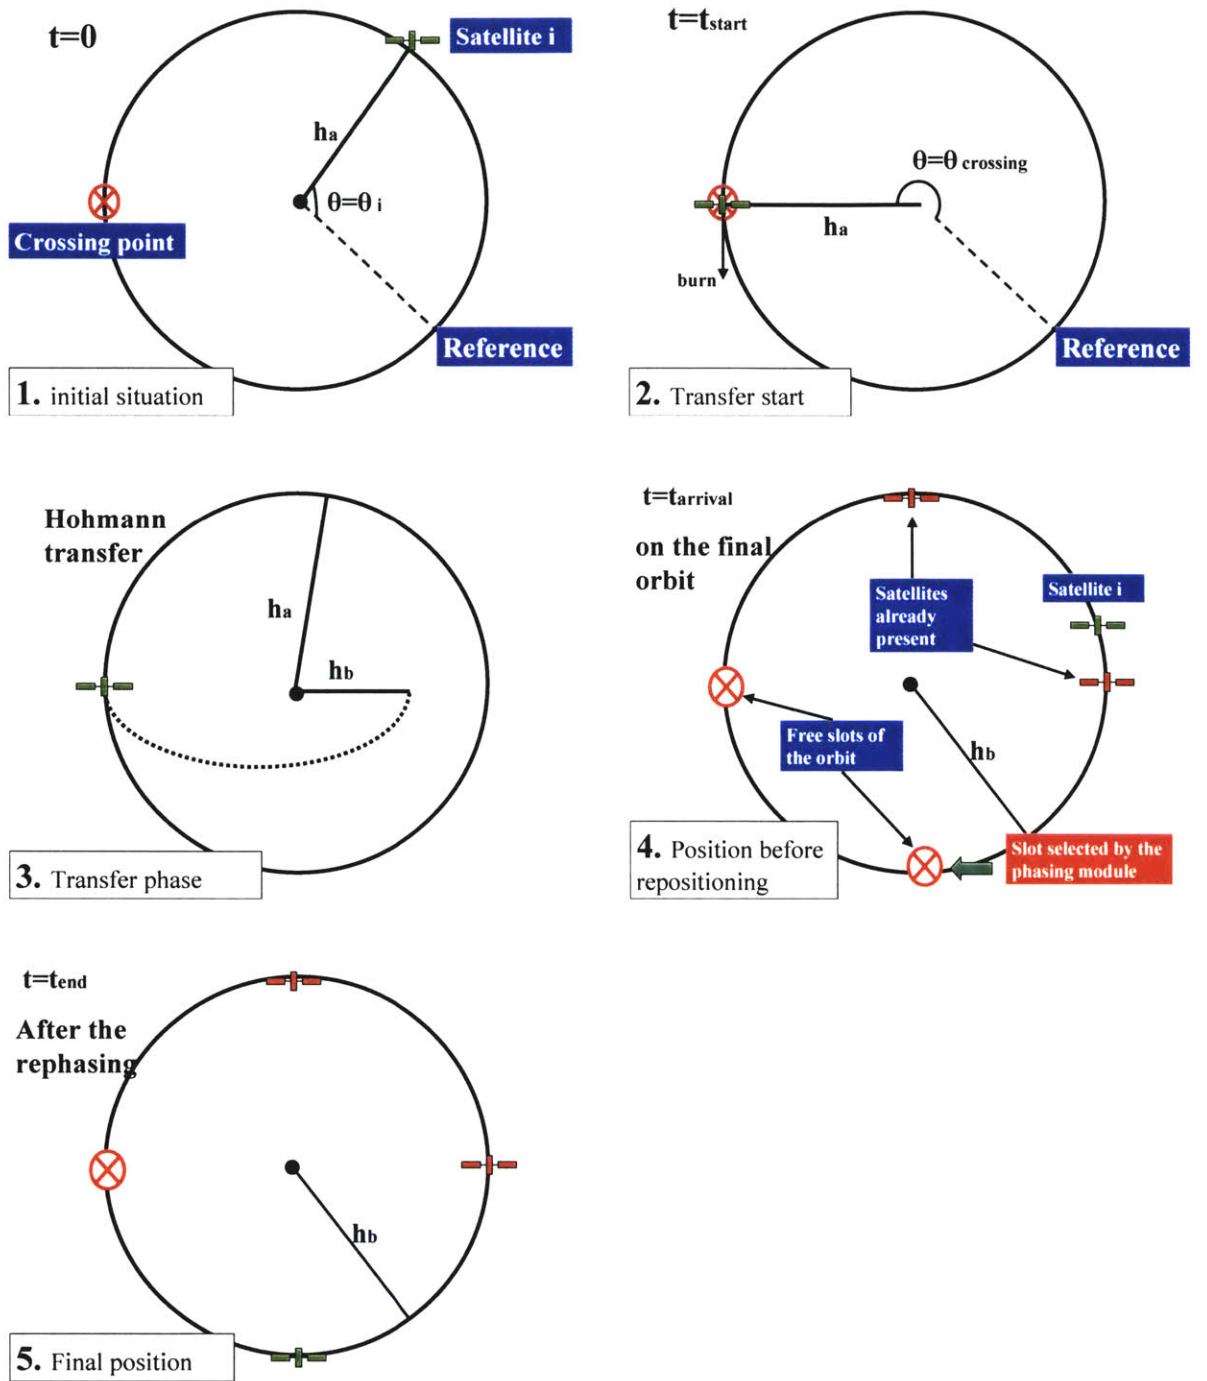 t=0
Satellite i
ha
θ=θ i
Crossing point
Reference
1. initial situation
t=tstart
θ=θ crossing
ha
burn
Reference
2. Transfer start
Hohmann
transfer
ha
hb
3. Transfer phase
t=tarrival
on the final
orbit
Satellites
already
present
Satellite i
Free slots of
the orbit
hb
Slot selected by the
phasing module
4. Position before
repositioning
t=tend
After the
rephasing
hb
5. Final position